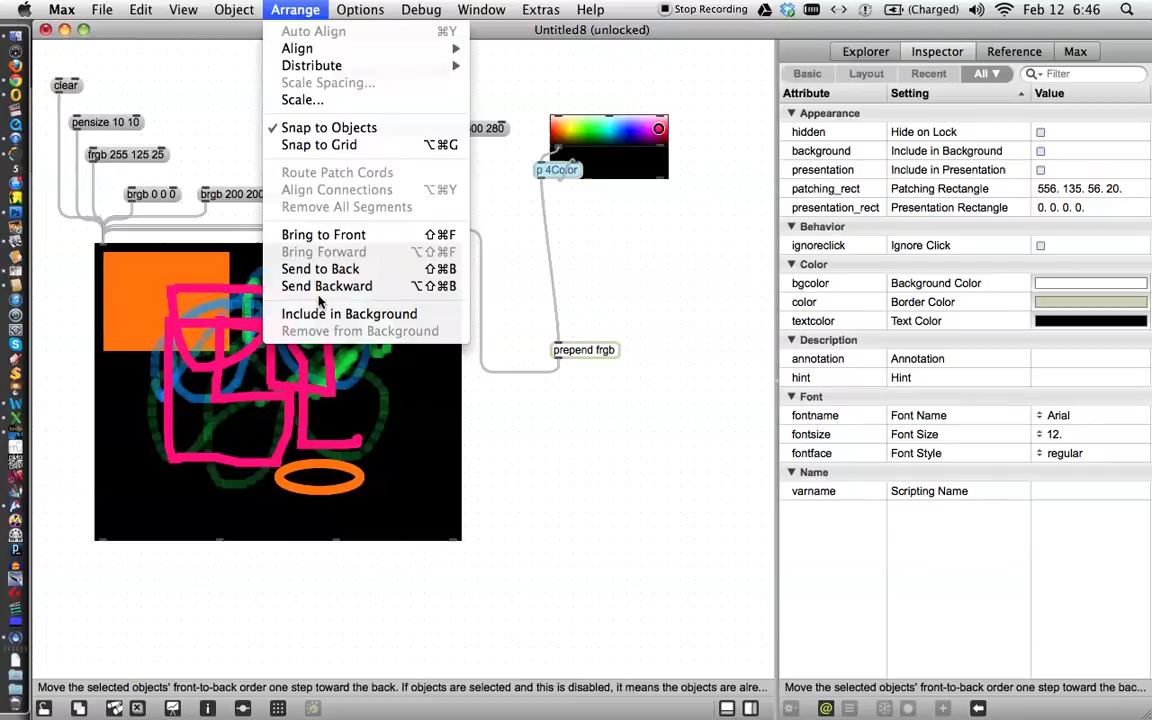 Max File Edit View Object Arrange Options Debug Window Extras Help Stop Recording (Charged) Feb 12 6:46
Untitled8 (unlocked)
Auto Align ⌘Y
Align
Distribute
Scale Spacing...
Scale...
✓ Snap to Objects
Snap to Grid ⌥⌘G
Route Patch Cords
Align Connections ⌥⌘Y
Remove All Segments
Bring to Front ⇧⌘F
Bring Forward ⌥⇧⌘F
Send to Back ⇧⌘B
Send Backward ⌥⇧⌘B
Include in Background
Remove from Background
clear
pensize 10 10
frgb 255 125 25
brgb 0 0 0
brgb 200 200
280
p 4Color
prepend frgb
Explorer Inspector Reference Max
Basic Layout Recent All ▼ Filter
Attribute Setting Value
▼ Appearance
hidden Hide on Lock
background Include in Background
presentation Include in Presentation
patching_rect Patching Rectangle 556. 135. 56. 20.
presentation_rect Presentation Rectangle 0. 0. 0. 0.
▼ Behavior
ignoreclick Ignore Click
▼ Color
bgcolor Background Color
color Border Color
textcolor Text Color
▼ Description
annotation Annotation
hint Hint
▼ Font
fontname Font Name Arial
fontsize Font Size 12.
fontface Font Style regular
▼ Name
varname Scripting Name
Move the selected objects' front-to-back order one step toward the back. If objects are selected and this is disabled, it means the objects are alre...
Move the selected objects' front-to-back order one step toward the bac...